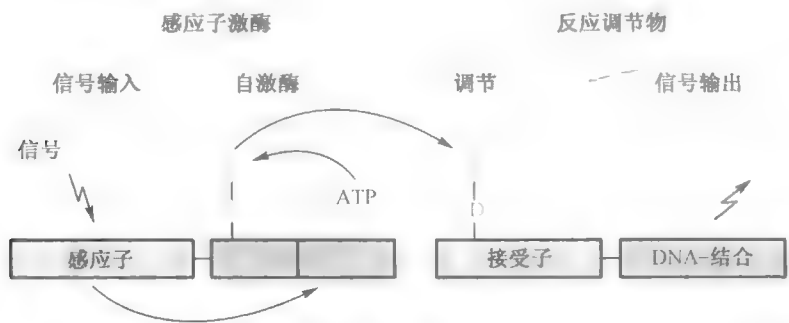 感应子激酶 反应调节物
信号输入 自激酶 调节 信号输出
信号
ATP
D
感应子 接受子 DNA-结合